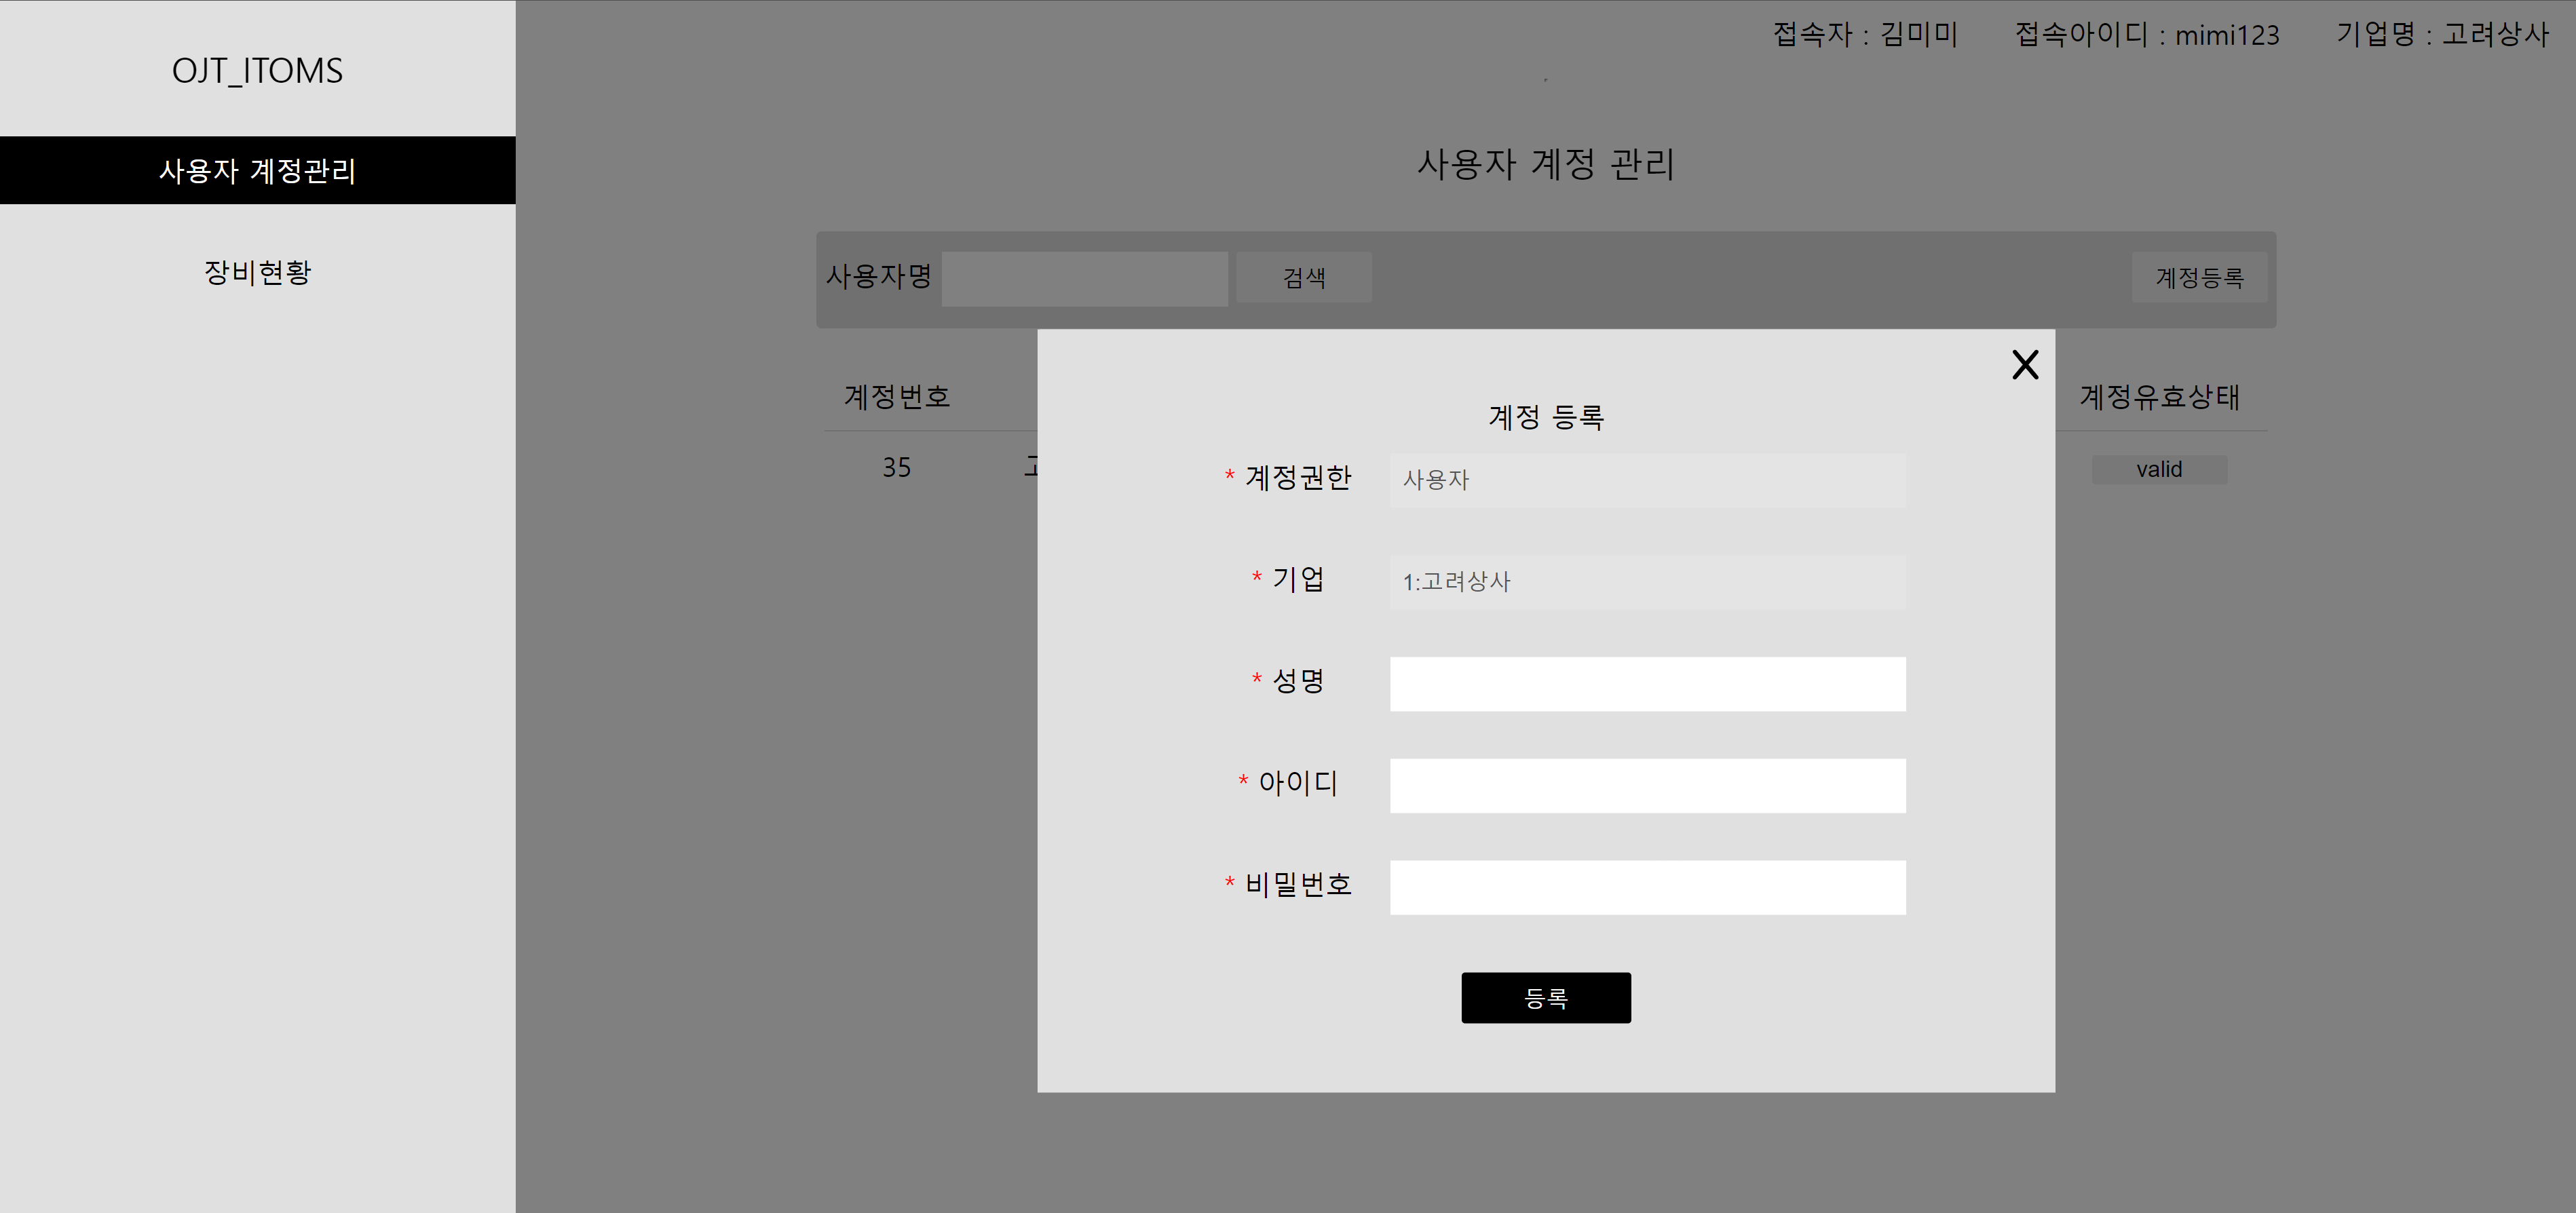 OJT_ITOMS
사용자 계정관리
장비현황
접속자 : 김미미 접속아이디 : mimi123 기업명 : 고려상사
사용자 계정 관리
사용자명 검색 계정등록
계정번호 계정유효상태
35 valid
X
계정 등록
* 계정권한 사용자
* 기업 1:고려상사
* 성명
* 아이디
* 비밀번호
등록